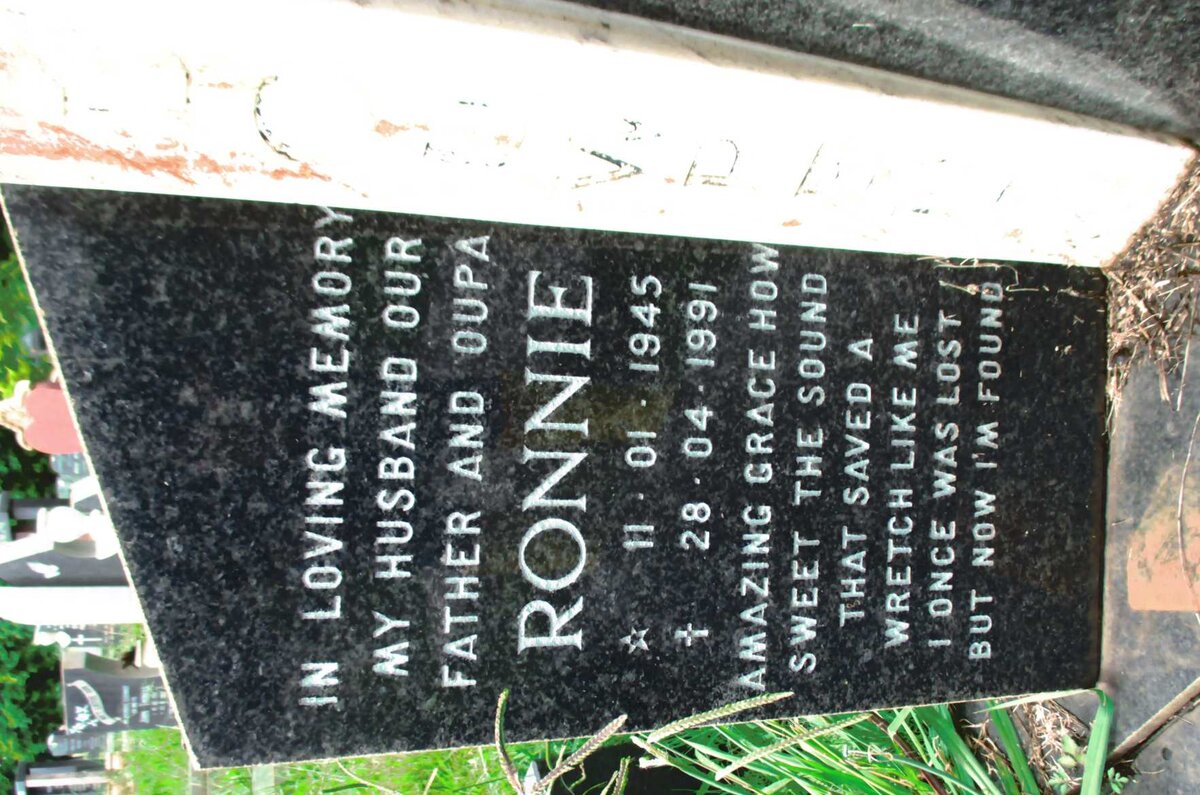 IN LOVING MEMORY
MY HUSBAND OUR
FATHER AND OUPA
RONNIE
☆ 11·01·1945
✝ 28·04·1991
AMAZING GRACE HOW
SWEET THE SOUND
THAT SAVED A
WRETCH LIKE ME
I ONCE WAS LOST
BUT NOW I'M FOUND